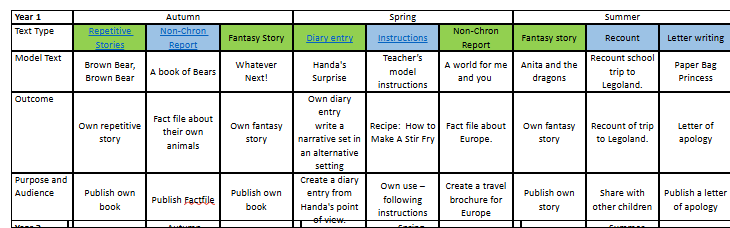 Year 1 Autumn Spring Summer
Text Type Repetitive Stories Non-Chron Report Fantasy Story Diary entry Instructions Non-Chron Report Fantasy story Recount Letter writing
Model Text Brown Bear, Brown Bear A book of Bears Whatever Next! Handa's Surprise Teacher's model instructions A world for me and you Anita and the dragons Recount school trip to Legoland. Paper Bag Princess
Outcome Own repetitive story Fact file about their own animals Own fantasy story Own diary entry write a narrative set in an alternative setting Recipe: How to Make A Stir Fry Fact file about Europe. Own fantasy story Recount of trip to Legoland. Letter of apology
Purpose and Audience Publish own book Publish Factfile Publish own book Create a diary entry from Handa's point of view. Own use – following instructions Create a travel brochure for Europe Publish own story Share with other children Publish a letter of apology